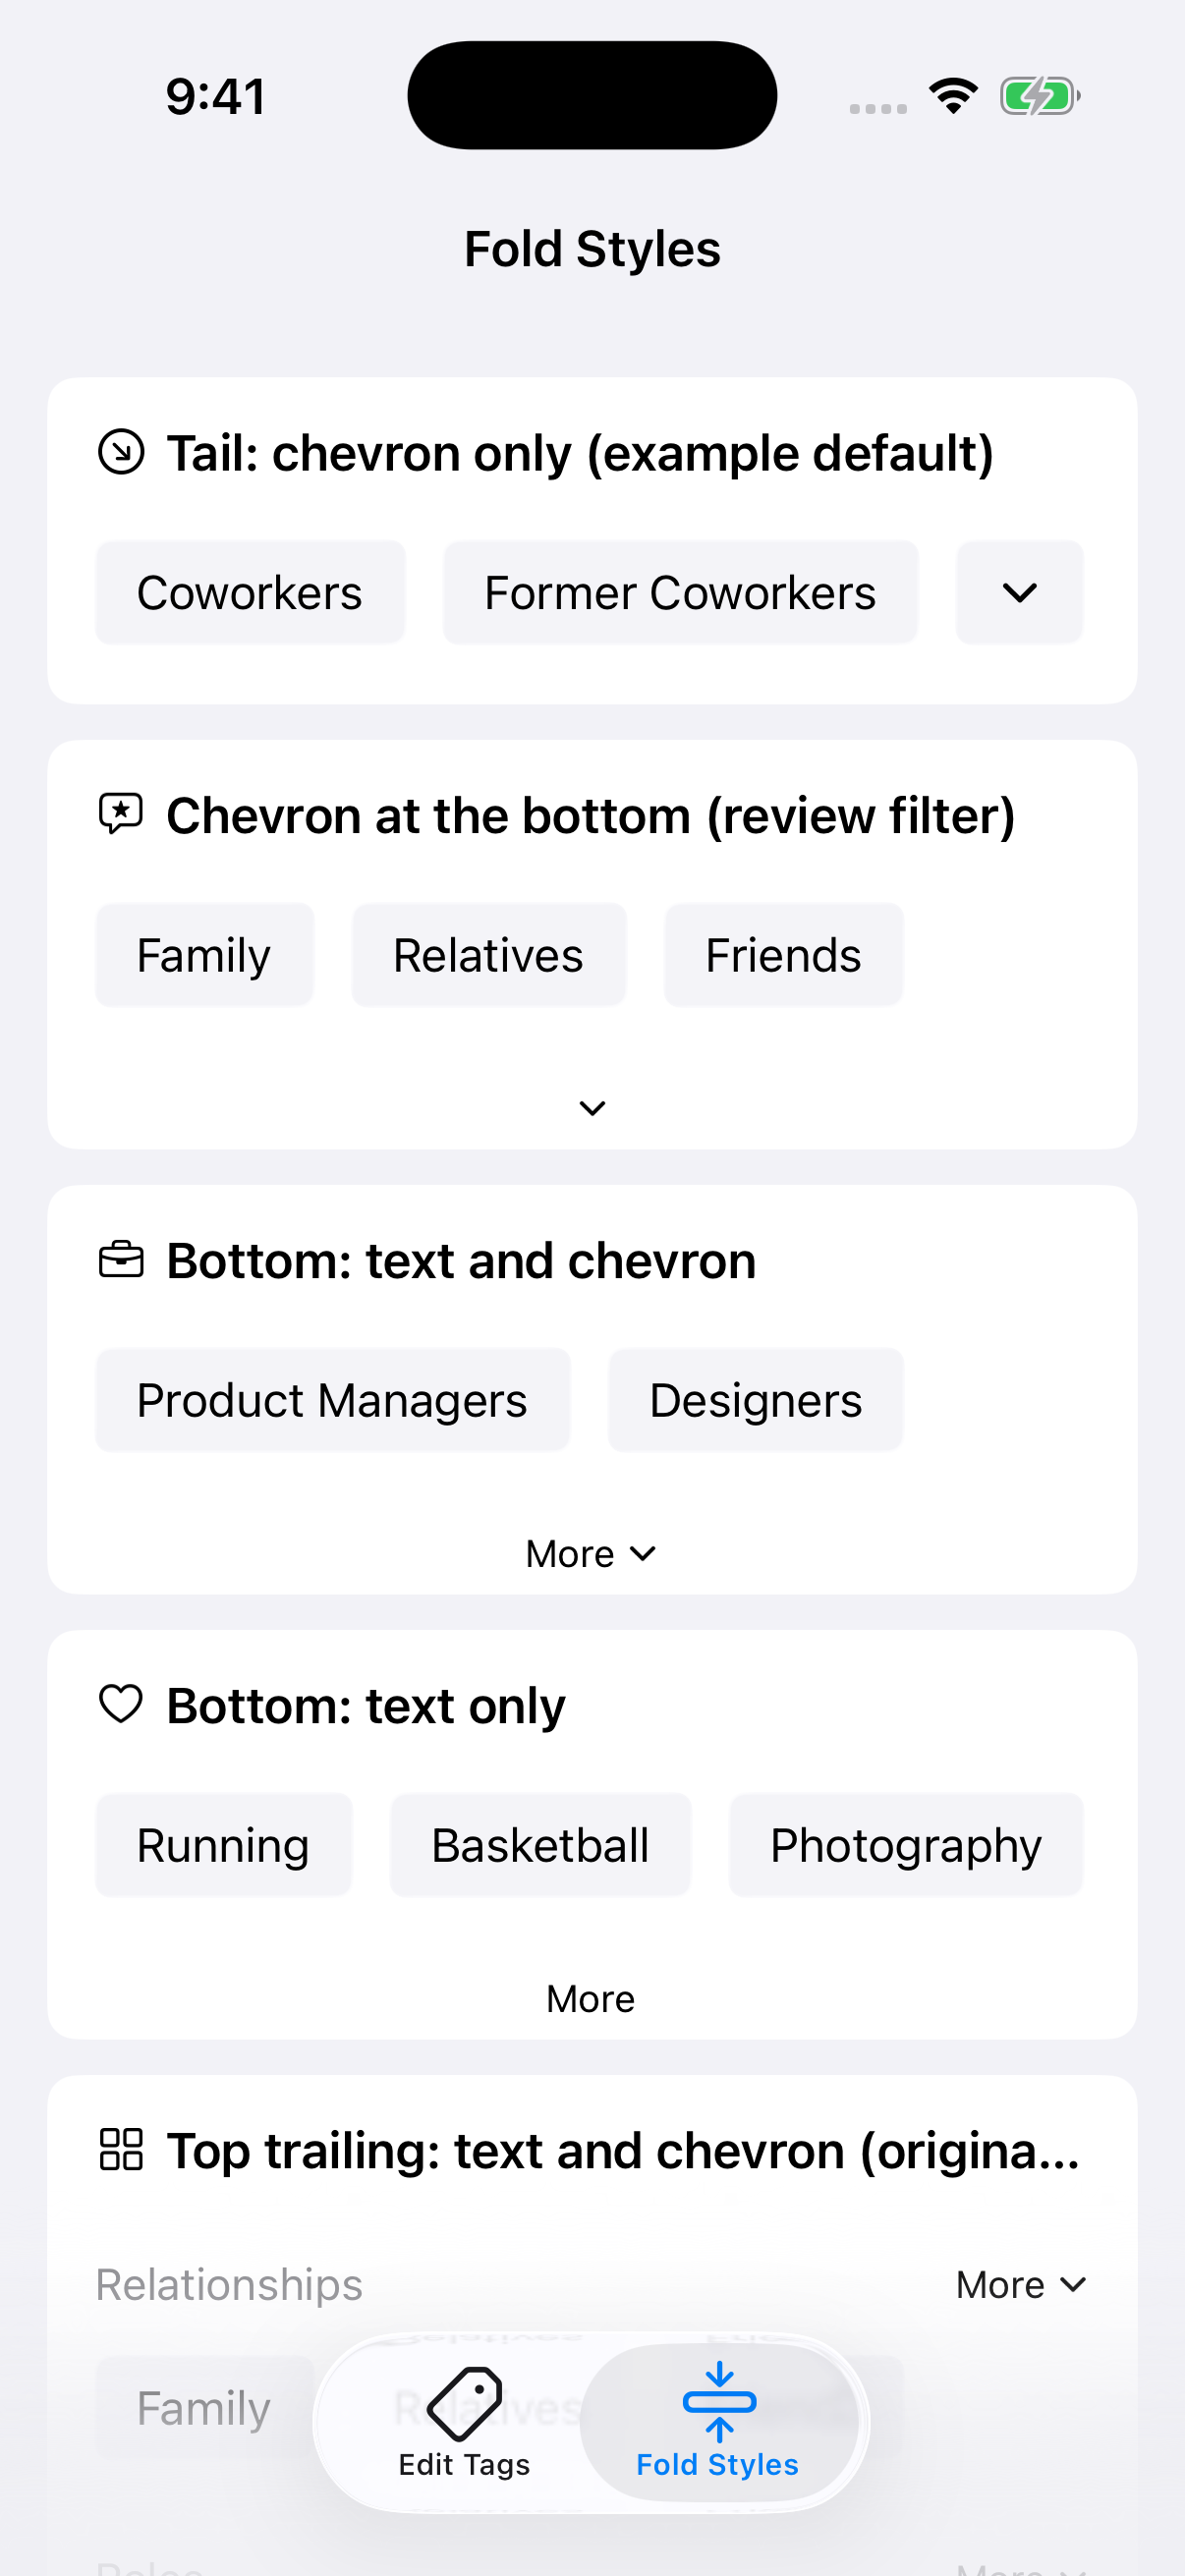 9:41
Fold Styles
Tail: chevron only (example default)
Coworkers Former Coworkers
Chevron at the bottom (review filter)
Family Relatives Friends
Bottom: text and chevron
Product Managers Designers
More
Bottom: text only
Running Basketball Photography
More
Top trailing: text and chevron (origina...
Relationships More
Family Relatives
Edit Tags Fold Styles